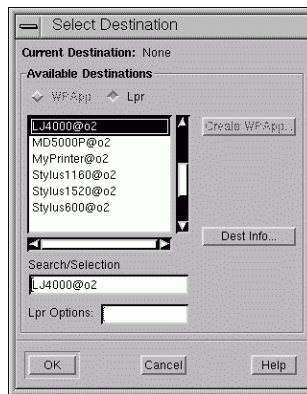 Select Destination
Current Destination: None
Available Destinations
WPApp Lpr
LJ4000@o2
MD5000P@o2
MyPrinter@o2
Stylus1160@o2
Stylus1520@o2
Stylus600@o2
Create WPApp...
Dest Info...
Search/Selection
LJ4000@o2
Lpr Options:
OK Cancel Help